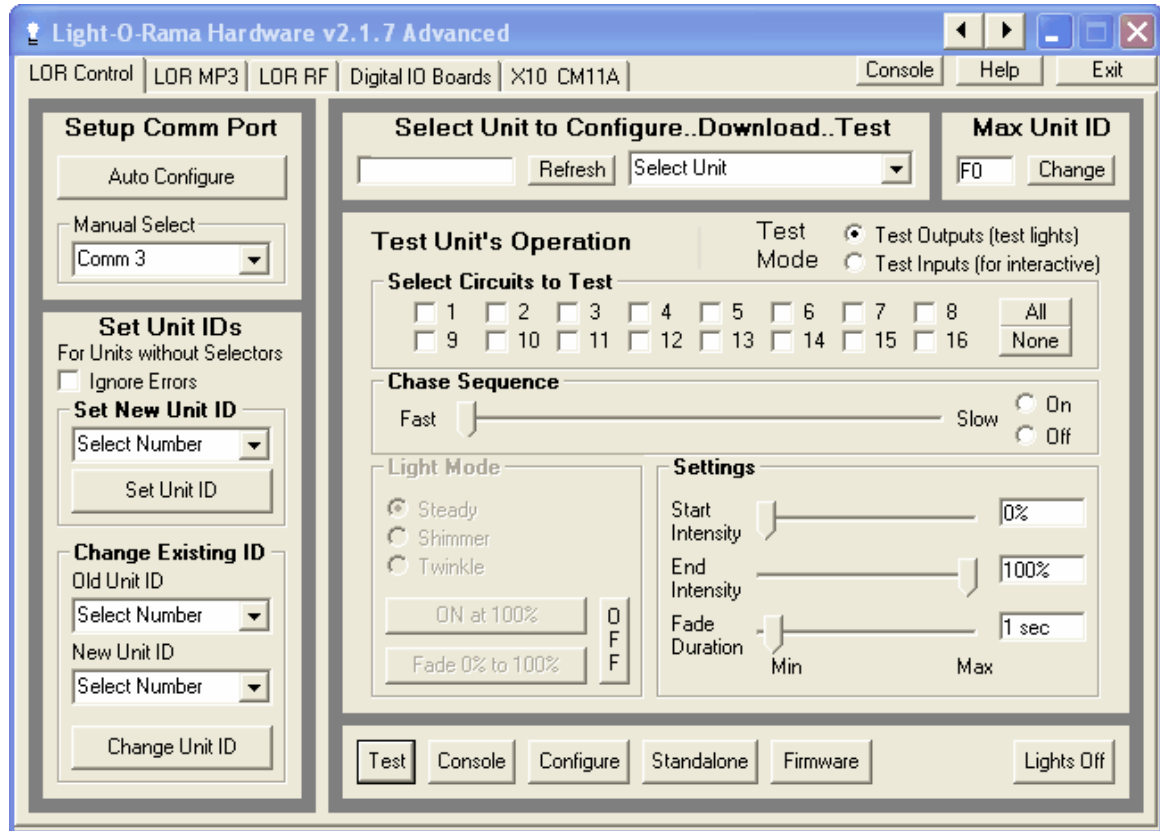 Light-O-Rama Hardware v2.1.7 Advanced
LOR Control LOR MP3 LOR RF Digital IO Boards X10 CM11A Console Help Exit
Setup Comm Port
Auto Configure
Manual Select
Comm 3
Set Unit IDs
For Units without Selectors
Ignore Errors
Set New Unit ID
Select Number
Set Unit ID
Change Existing ID
Old Unit ID
Select Number
New Unit ID
Select Number
Change Unit ID
Select Unit to Configure..Download..Test
Refresh Select Unit
Max Unit ID
F0 Change
Test Unit's Operation
Test Mode
Test Outputs (test lights)
Test Inputs (for interactive)
Select Circuits to Test
1 2 3 4 5 6 7 8 All
9 10 11 12 13 14 15 16 None
Chase Sequence
Fast Slow
On
Off
Light Mode
Steady
Shimmer
Twinkle
ON at 100%
Fade 0% to 100%
OFF
Settings
Start Intensity 0%
End Intensity 100%
Fade Duration 1 sec
Min Max
Test Console Configure Standalone Firmware Lights Off